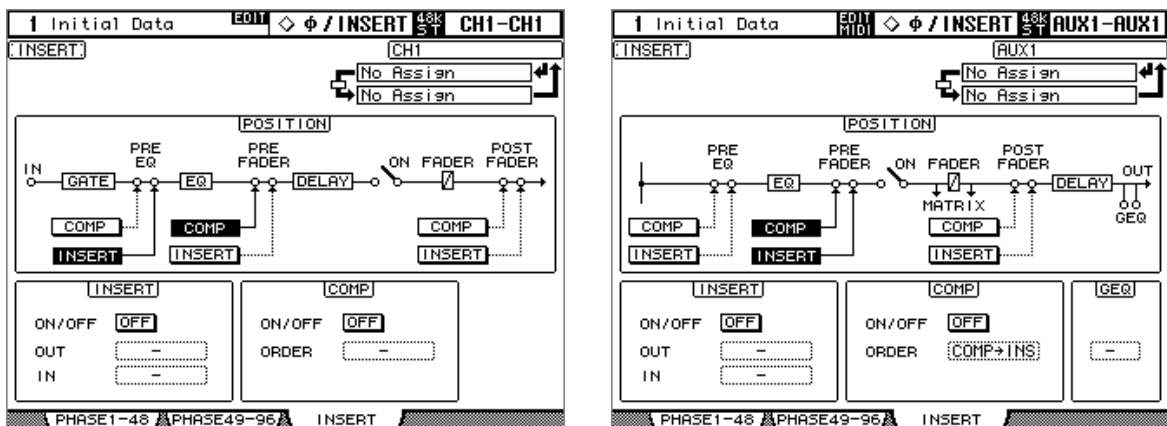 1 Initial Data EDIT ◇ φ/INSERT 48K ST CH1-CH1
INSERT
CH1
No Assign
No Assign
POSITION
IN
PRE EQ
PRE FADER
ON FADER
POST FADER
GATE
EQ
DELAY
COMP
COMP
COMP
INSERT
INSERT
INSERT
INSERT
ON/OFF OFF
OUT -
IN -
COMP
ON/OFF OFF
ORDER -
PHASE1-48 PHASE49-96 INSERT
1 Initial Data EDIT MIDI ◇ φ/INSERT 48K ST AUX1-AUX1
INSERT
AUX1
No Assign
No Assign
POSITION
PRE EQ
PRE FADER
ON FADER
POST FADER
OUT
EQ
DELAY
MATRIX
GEQ
COMP
COMP
COMP
INSERT
INSERT
INSERT
INSERT
ON/OFF OFF
OUT -
IN -
COMP
ON/OFF OFF
ORDER COMP→INS
GEQ
-
PHASE1-48 PHASE49-96 INSERT